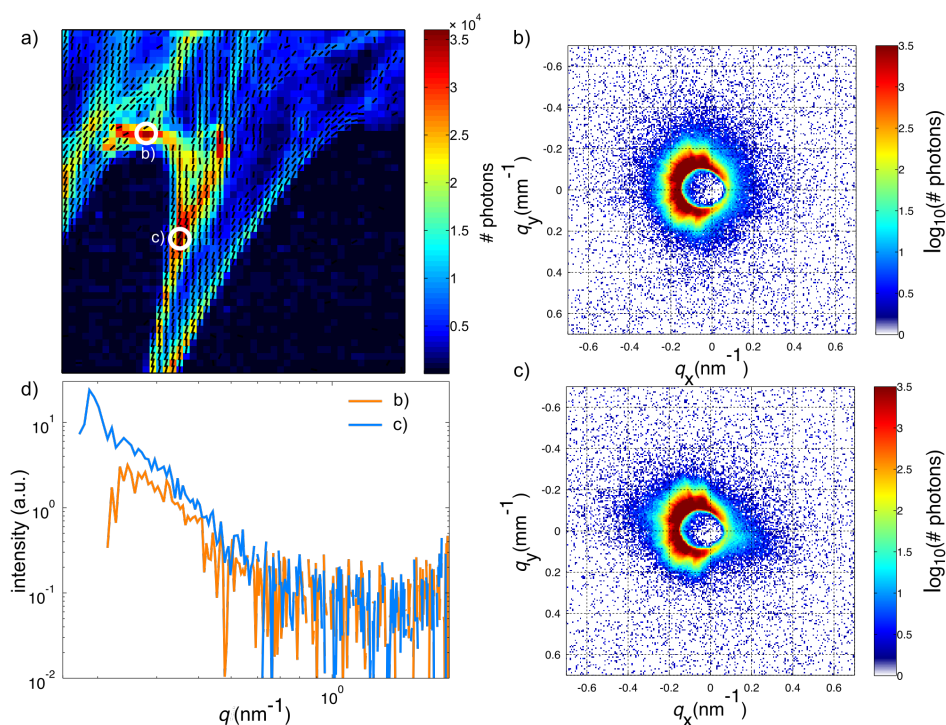 a)
× 10⁴
3.5
3
2.5
2
1.5
1
0.5
# photons
b)
c)
b)
-0.6
-0.4
-0.2
0
0.2
0.4
0.6
qy(mm⁻¹)
-0.6 -0.4 -0.2 0 0.2 0.4 0.6
qx(nm⁻¹)
3.5
3
2.5
2
1.5
1
0.5
0
log₁₀(# photons)
c)
-0.6
-0.4
-0.2
0
0.2
0.4
0.6
qy(mm⁻¹)
-0.6 -0.4 -0.2 0 0.2 0.4 0.6
qx(nm⁻¹)
3.5
3
2.5
2
1.5
1
0.5
0
log₁₀(# photons)
d)
b)
c)
10¹
10⁰
10⁻¹
10⁻²
intensity (a.u.)
10⁰
q (nm⁻¹)